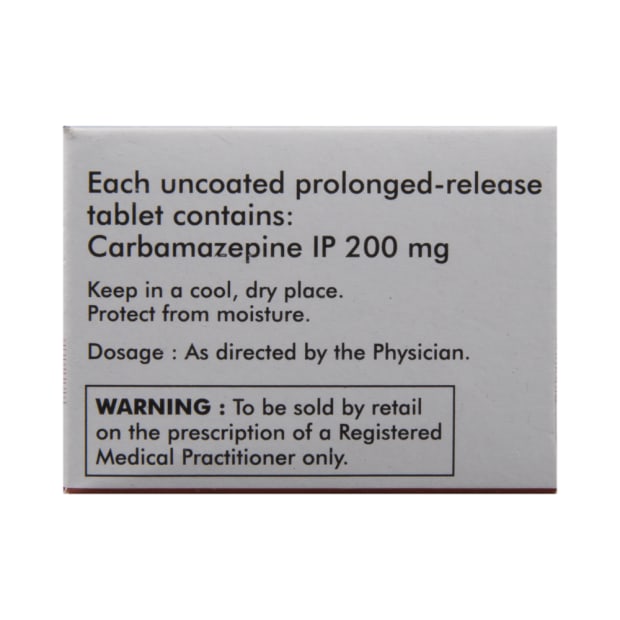 Each uncoated prolonged-release
tablet contains:
Carbamazepine IP 200 mg
Keep in a cool, dry place.
Protect from moisture.
Dosage : As directed by the Physician.
WARNING : To be sold by retail
on the prescription of a Registered
Medical Practitioner only.